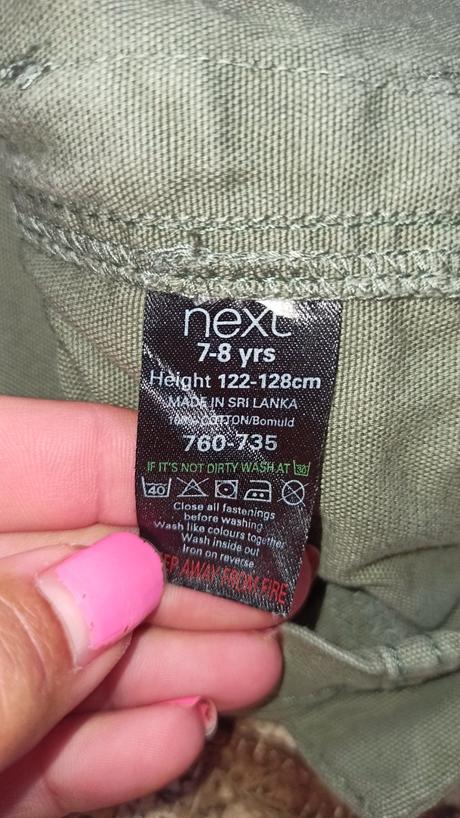 next
7-8 yrs
Height 122-128cm
MADE IN SRI LANKA
100% COTTON/Bomuld
760-735
IF IT'S NOT DIRTY WASH AT 30
40
Close all fastenings
before washing
Wash like colours together
Wash inside out
Iron on reverse
AWAY FROM FIRE